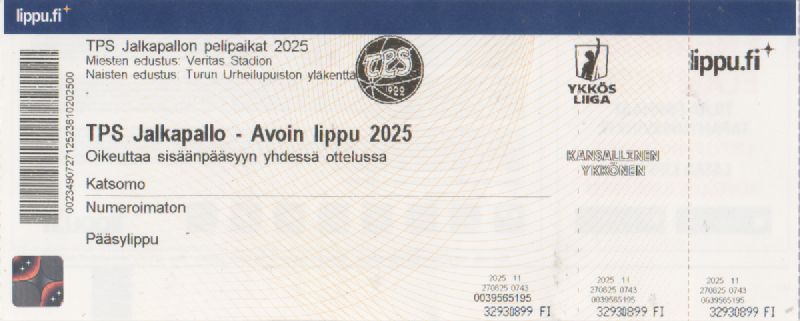 lippu.fi
TPS Jalkapallon pelipaikat 2025
Miesten edustus: Veritas Stadion
Naisten edustus: Turun Urheilupuiston yläkenttä
TPS
1922
YKKÖS
LIIGA
lippu.fi
TPS Jalkapallo - Avoin lippu 2025
Oikeuttaa sisäänpääsyyn yhdessä ottelussa
KANSALLINEN
YKKÖNEN
Katsomo
Numeroimaton
Pääsylippu
0023490727125523610202500
2025 11
270625 0743
0039565195
32930899 FI
2025 11
270625 0743
0039565195
32930899 FI
2025 11
270625 0743
0039565195
32930899 FI